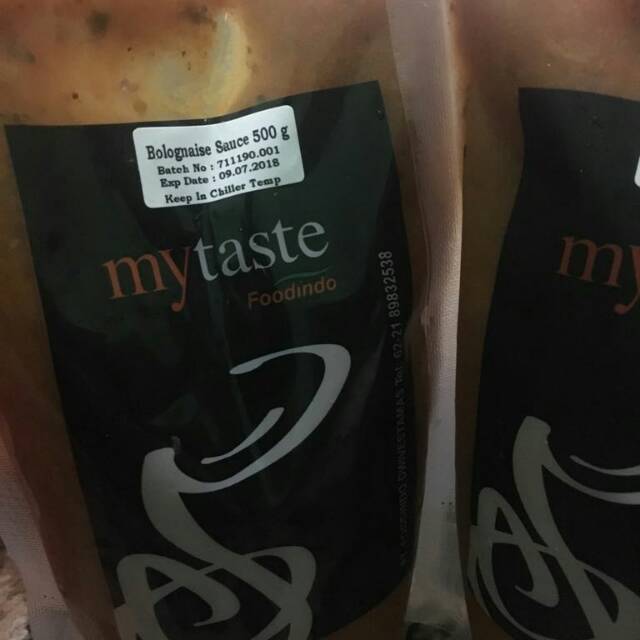 Bolognaise Sauce 500 g
Batch No : 711190.001
Exp Date : 09.07.2018
Keep In Chiller Temp
mytaste
Foodindo
Tel. 62-21 89832538
my